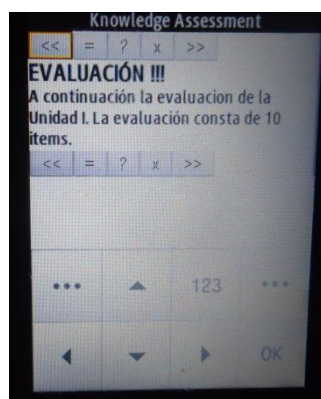 Knowledge Assessment
<< = ? x >>
EVALUACIÓN !!!
A continuación la evaluacion de la
Unidad I. La evaluación consta de 10
items.
<< = ? x >>
... 123 ...
OK